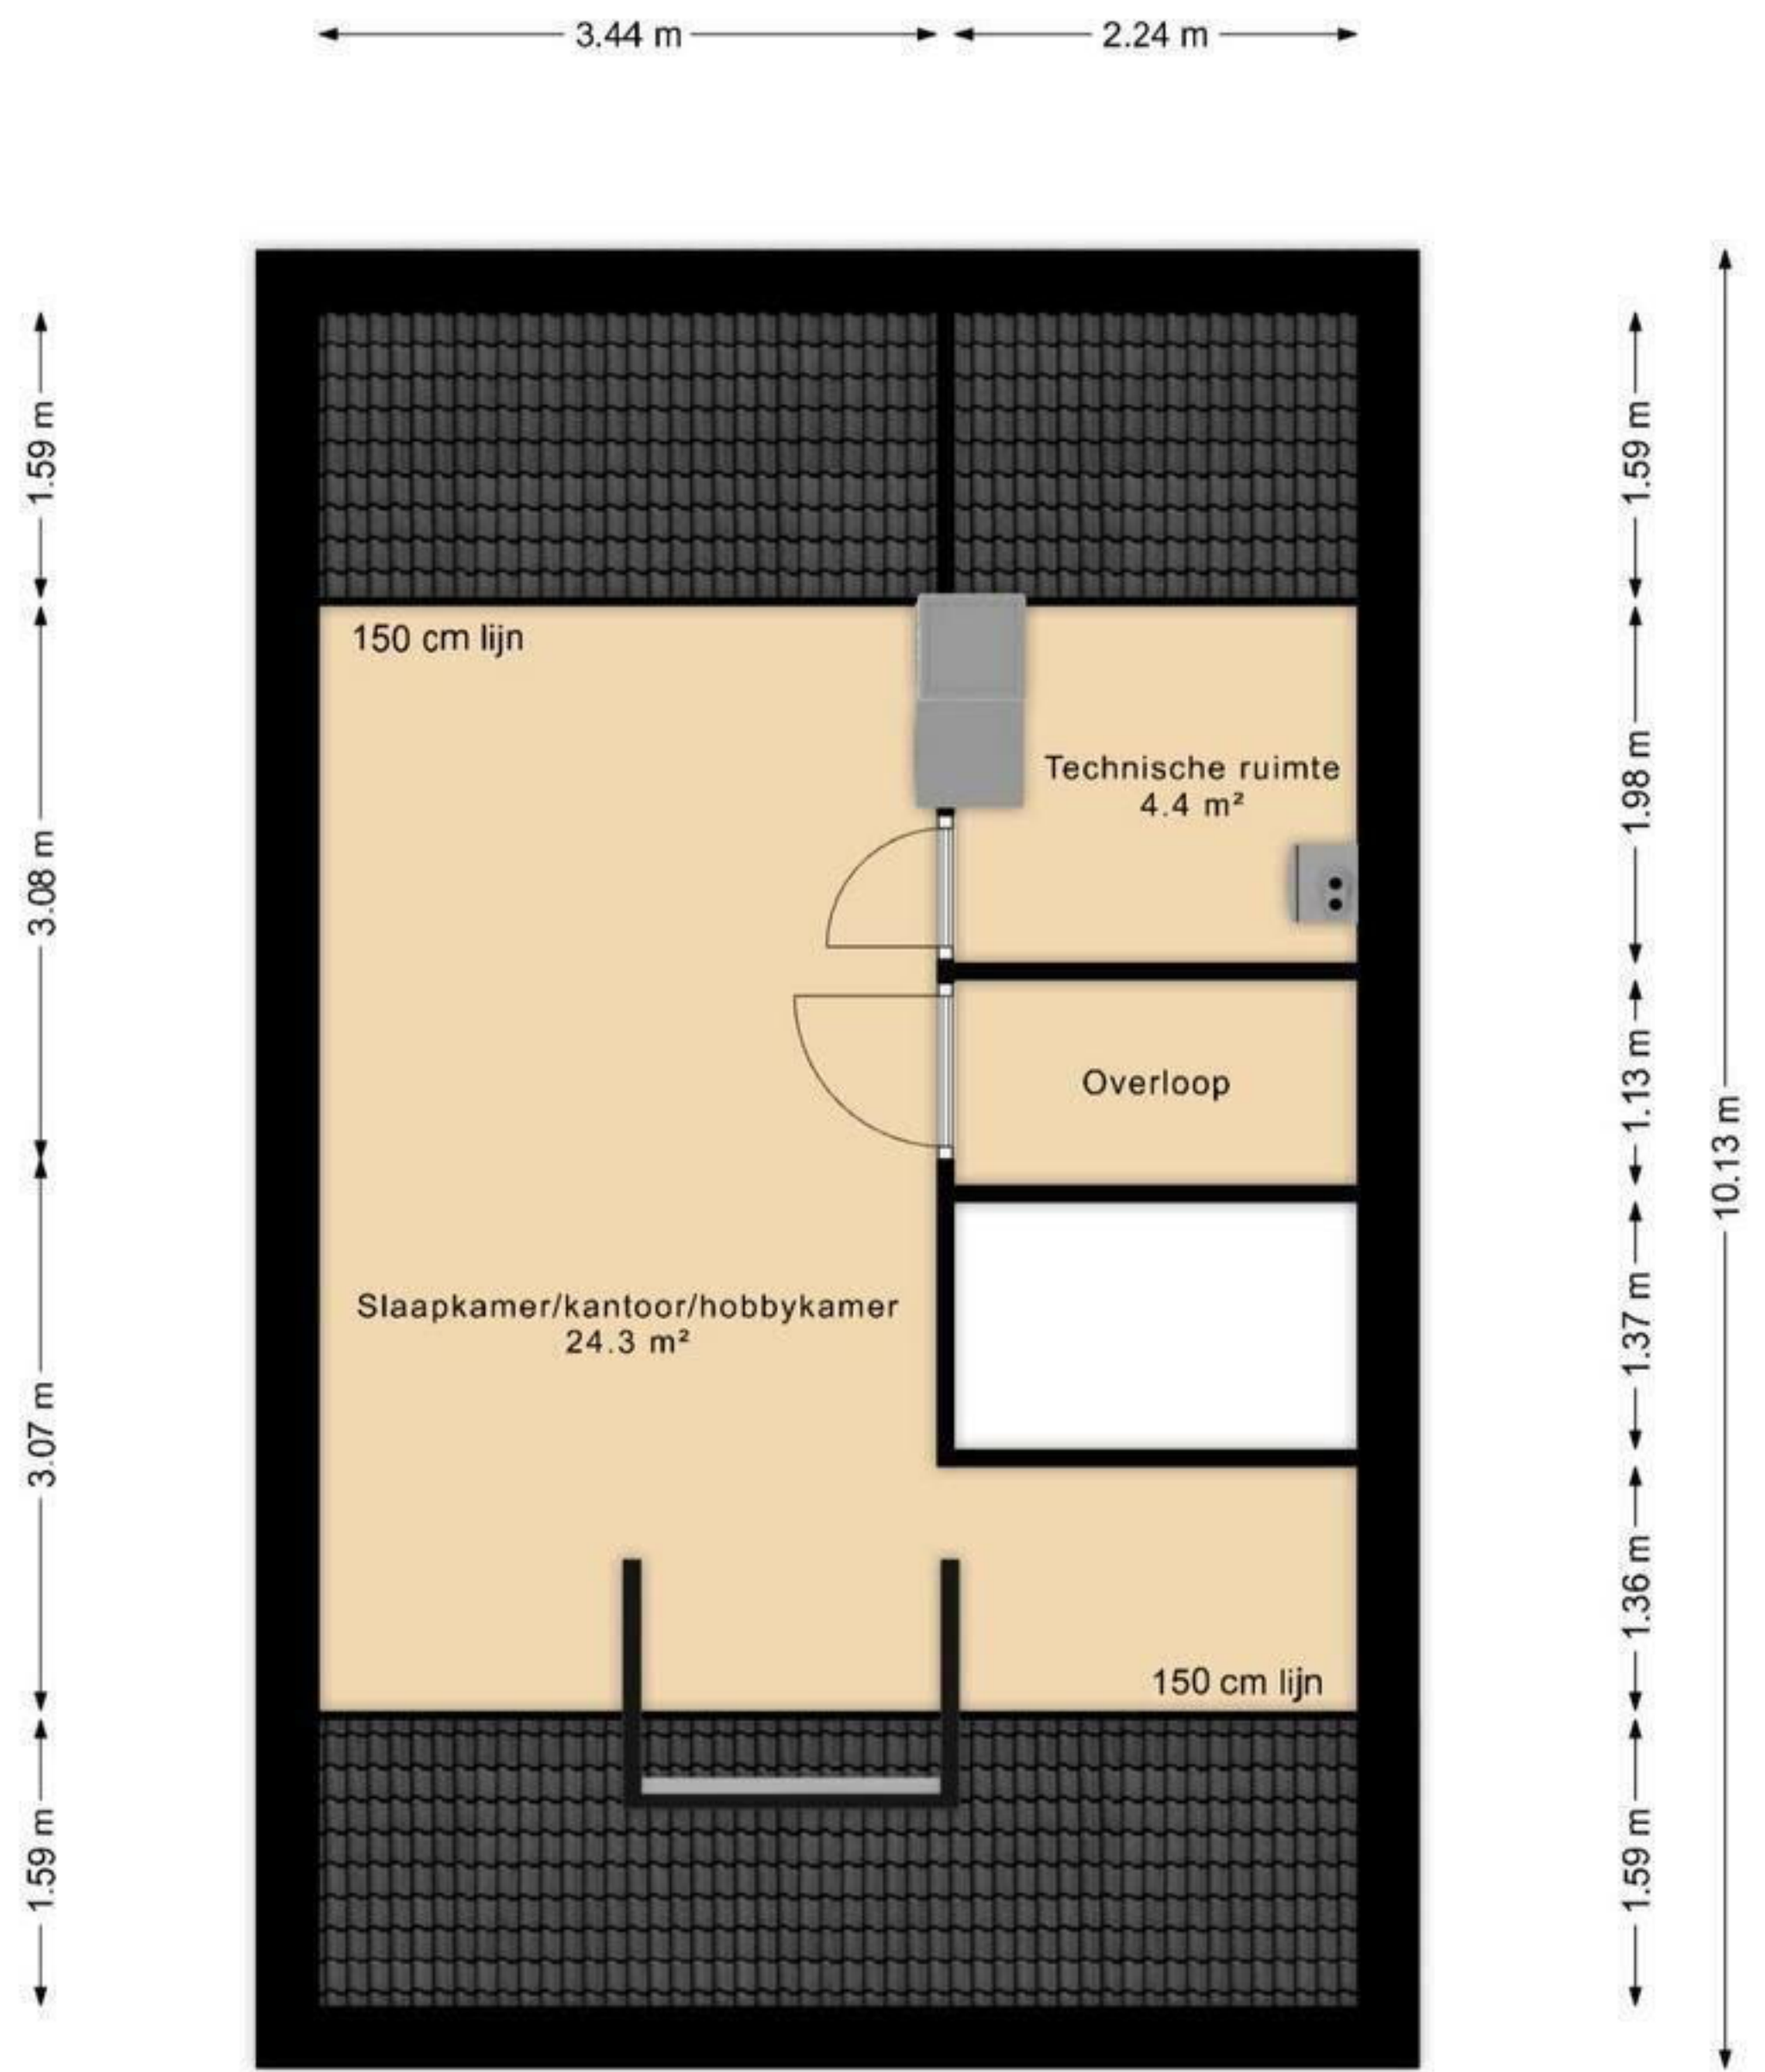 3.44 m
2.24 m
1.59 m
1.59 m
150 cm lijn
Technische ruimte
4.4 m²
1.98 m
3.08 m
Overloop
1.13 m
10.13 m
Slaapkamer/kantoor/hobbykamer
24.3 m²
1.37 m
3.07 m
1.36 m
150 cm lijn
1.59 m
1.59 m